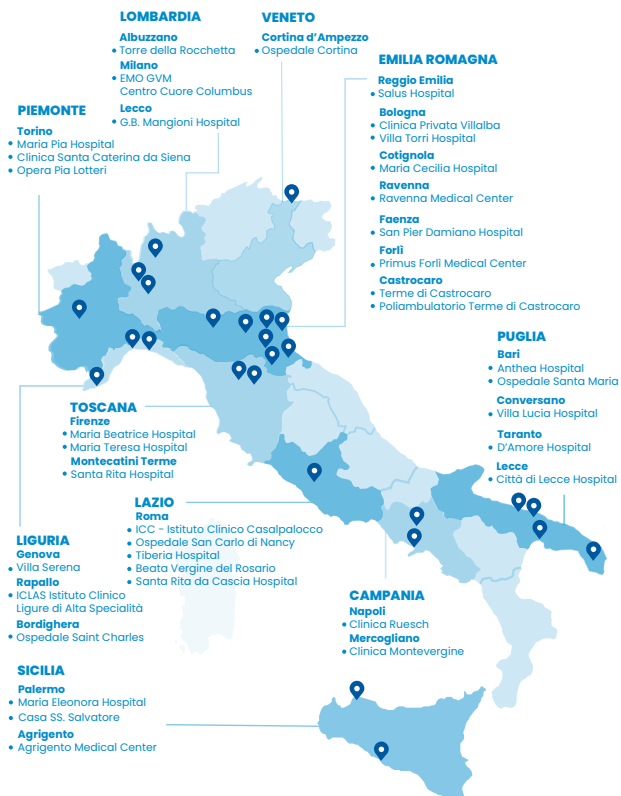 LOMBARDIA
Albuzzano
• Torre della Rocchetta
Milano
• EMO GVM
Centro Cuore Columbus
Lecco
• G.B. Mangioni Hospital
VENETO
Cortina d'Ampezzo
• Ospedale Cortina
EMILIA ROMAGNA
Reggio Emilia
• Salus Hospital
Bologna
• Clinica Privata Villalba
• Villa Torri Hospital
Cotignola
• Maria Cecilia Hospital
Ravenna
• Ravenna Medical Center
Faenza
• San Pier Damiano Hospital
Forlì
• Primus Forlì Medical Center
Castrocaro
• Terme di Castrocaro
• Poliambulatorio Terme di Castrocaro
PIEMONTE
Torino
• Maria Pia Hospital
• Clinica Santa Caterina da Siena
• Opera Pia Lotteri
PUGLIA
Bari
• Anthea Hospital
• Ospedale Santa Maria
Conversano
• Villa Lucia Hospital
Taranto
• D'Amore Hospital
Lecce
• Città di Lecce Hospital
TOSCANA
Firenze
• Maria Beatrice Hospital
• Maria Teresa Hospital
Montecatini Terme
• Santa Rita Hospital
LAZIO
Roma
• ICC - Istituto Clinico Casalpalocco
• Ospedale San Carlo di Nancy
• Tiberia Hospital
• Beata Vergine del Rosario
• Santa Rita da Cascia Hospital
LIGURIA
Genova
• Villa Serena
Rapallo
• ICLAS Istituto Clinico
Ligure di Alta Specialità
Bordighera
• Ospedale Saint Charles
CAMPANIA
Napoli
• Clinica Ruesch
Mercogliano
• Clinica Montevergine
SICILIA
Palermo
• Maria Eleonora Hospital
• Casa SS. Salvatore
Agrigento
• Agrigento Medical Center